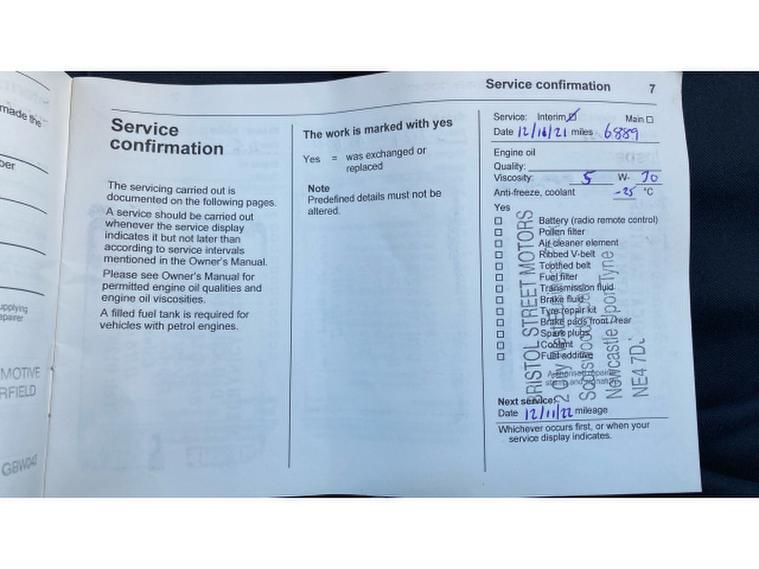 made the
upplying
epairer
MOTIVE
RFIELD
GBW047
Service confirmation 7
Service
confirmation
The servicing carried out is
documented on the following pages.
A service should be carried out
whenever the service display
indicates it but not later than
according to service intervals
mentioned in the Owner's Manual.
Please see Owner's Manual for
permitted engine oil qualities and
engine oil viscosities.
A filled fuel tank is required for
vehicles with petrol engines.
The work is marked with yes
Yes = was exchanged or
replaced
Note
Predefined details must not be
altered.
Service: Interim Main
Date miles 6889
Engine oil
Quality:
Viscosity: 5 W- 30
Anti-freeze, coolant -25 °C
Yes
Battery (radio remote control)
Pollen filter
Air cleaner element
Ribbed V-belt
Toothed belt
Fuel filter
Transmission fluid
Brake fluid
Tyre repair kit
Brake pads front / rear
Spark plugs
Coolant
Fuel additive
RISTOL STREET MOTORS
Newcastle Upon Tyne
NE4 7D
Next service:
Date 12/11/22 mileage
Whichever occurs first, or when your
service display indicates.